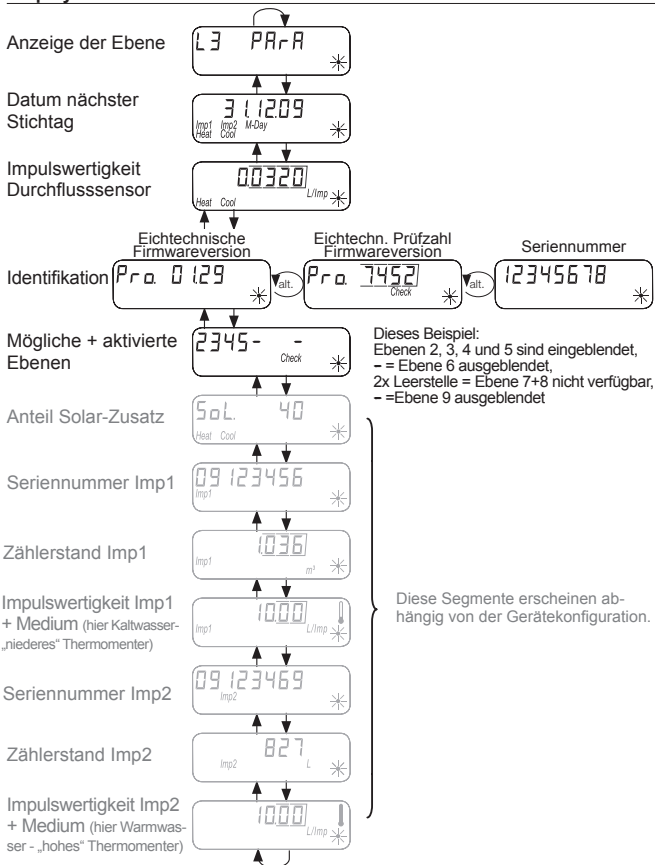 Anzeige der Ebene
L3 PArA
Datum nächster
Stichtag
31.12.09
Imp1 Imp2 M-Day
Heat Cool
Impulswertigkeit
Durchflusssensor
0.0320
L/Imp
Heat Cool
Eichtechnische
Firmwareversion
Eichtechn. Prüfzahl
Firmwareversion
Seriennummer
Identifikation
Pro. 01.29
alt.
Pro. 7452
Check
alt.
12345678
Mögliche + aktivierte
Ebenen
2345- -
Check
Dieses Beispiel:
Ebenen 2, 3, 4 und 5 sind eingeblendet,
– = Ebene 6 ausgeblendet,
2x Leerstelle = Ebene 7+8 nicht verfügbar,
– =Ebene 9 ausgeblendet
Anteil Solar-Zusatz
SoL. 40
Heat Cool
Seriennummer Imp1
09123456
Imp1
Zählerstand Imp1
1.036
Imp1
m³
Impulswertigkeit Imp1
+ Medium (hier Kaltwasser-
„niederes“ Thermometer)
10.00
Imp1
L/Imp
Diese Segmente erscheinen ab-
hängig von der Gerätekonfiguration.
Seriennummer Imp2
09123469
Imp2
Zählerstand Imp2
827
Imp2
L
Impulswertigkeit Imp2
+ Medium (hier Warmwas-
ser - „hohes“ Thermometer)
10.00
L/Imp